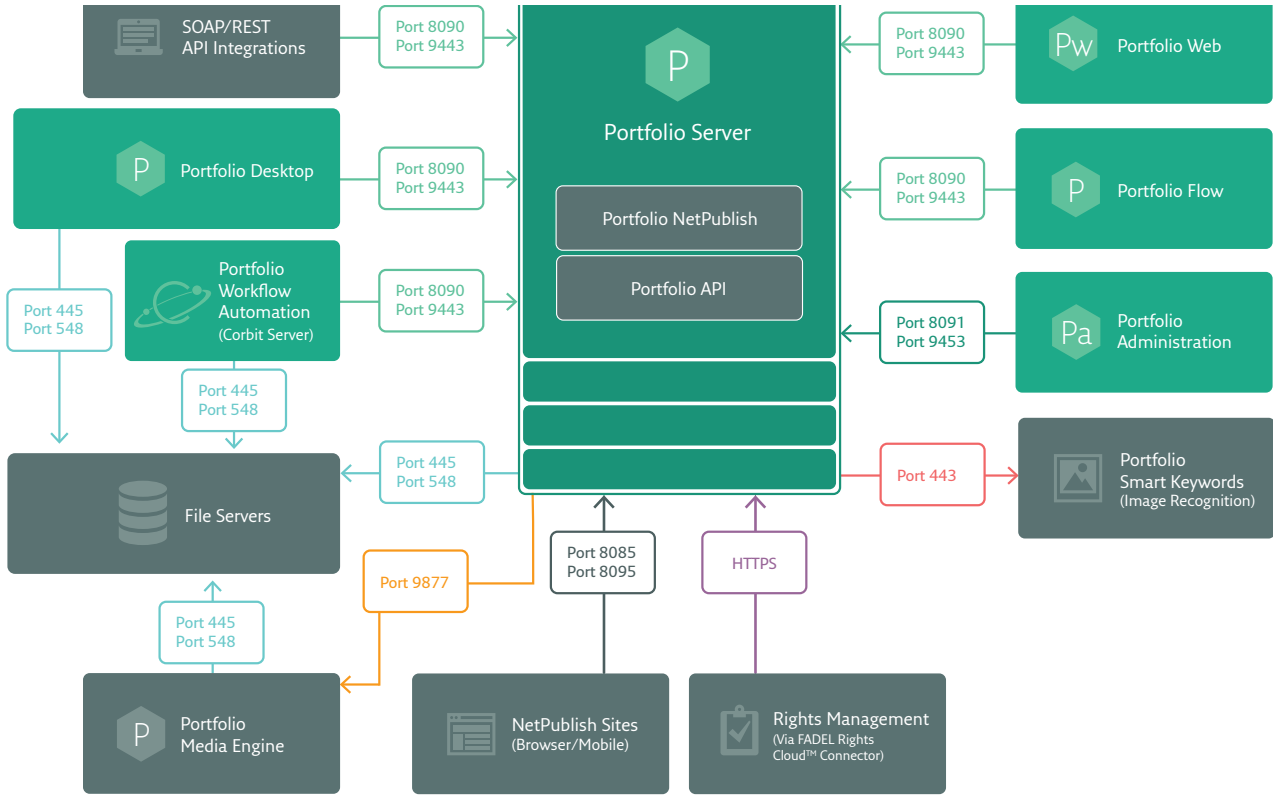 SOAP/REST
API Integrations
Port 8090
Port 9443
P
Portfolio Server
Port 8090
Port 9443
Pw
Portfolio Web
P
Portfolio Desktop
Port 8090
Port 9443
Portfolio NetPublish
Portfolio API
Port 8090
Port 9443
P
Portfolio Flow
Port 445
Port 548
Portfolio
Workflow
Automation
(Corbit Server)
Port 8090
Port 9443
Port 8091
Port 9453
Pa
Portfolio
Administration
Port 445
Port 548
File Servers
Port 445
Port 548
Port 443
Portfolio
Smart Keywords
(Image Recognition)
Port 9877
Port 8085
Port 8095
HTTPS
Port 445
Port 548
P
Portfolio
Media Engine
NetPublish Sites
(Browser/Mobile)
Rights Management
(Via FADEL Rights
Cloud™ Connector)